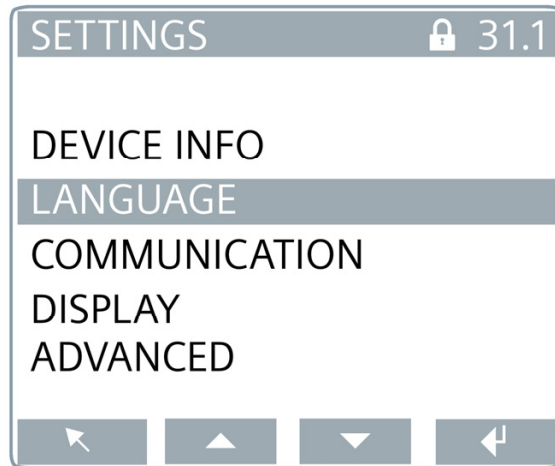 SETTINGS 31.1
DEVICE INFO
LANGUAGE
COMMUNICATION
DISPLAY
ADVANCED